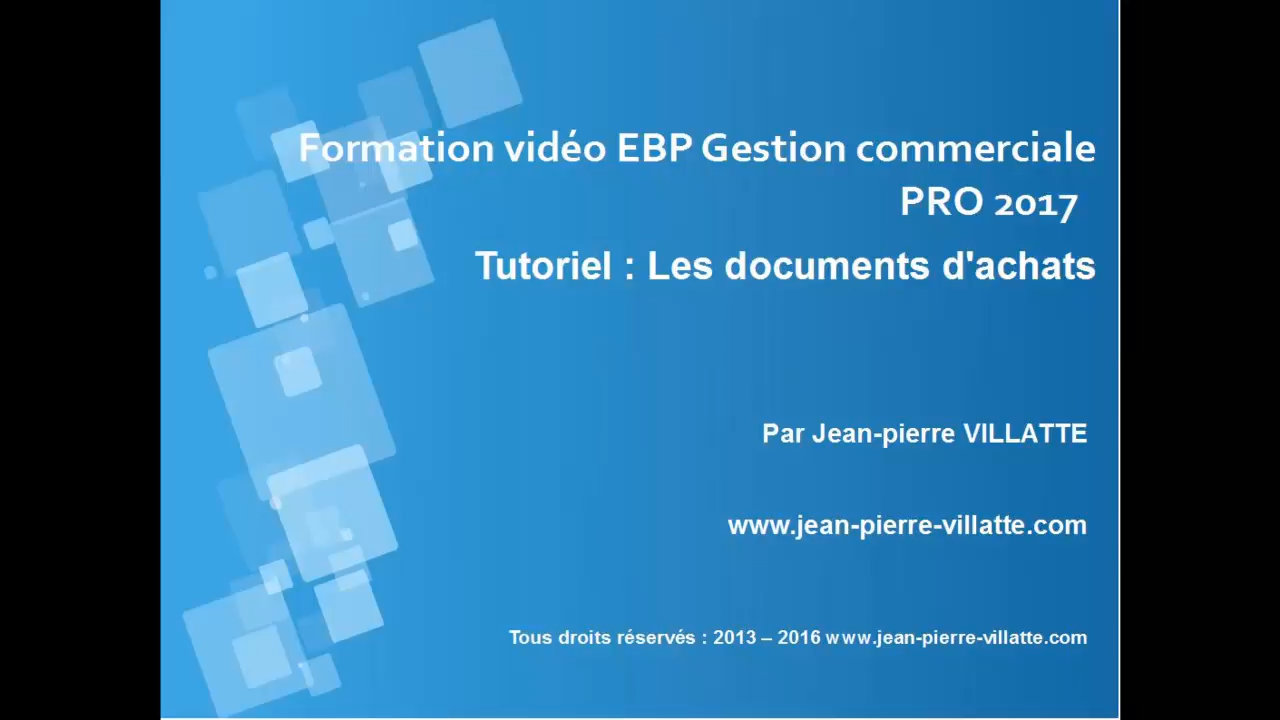 Formation vidéo EBP Gestion commerciale
PRO 2017
Tutoriel : Les documents d'achats
Par Jean-pierre VILLATTE
www.jean-pierre-villatte.com
Tous droits réservés : 2013 – 2016 www.jean-pierre-villatte.com